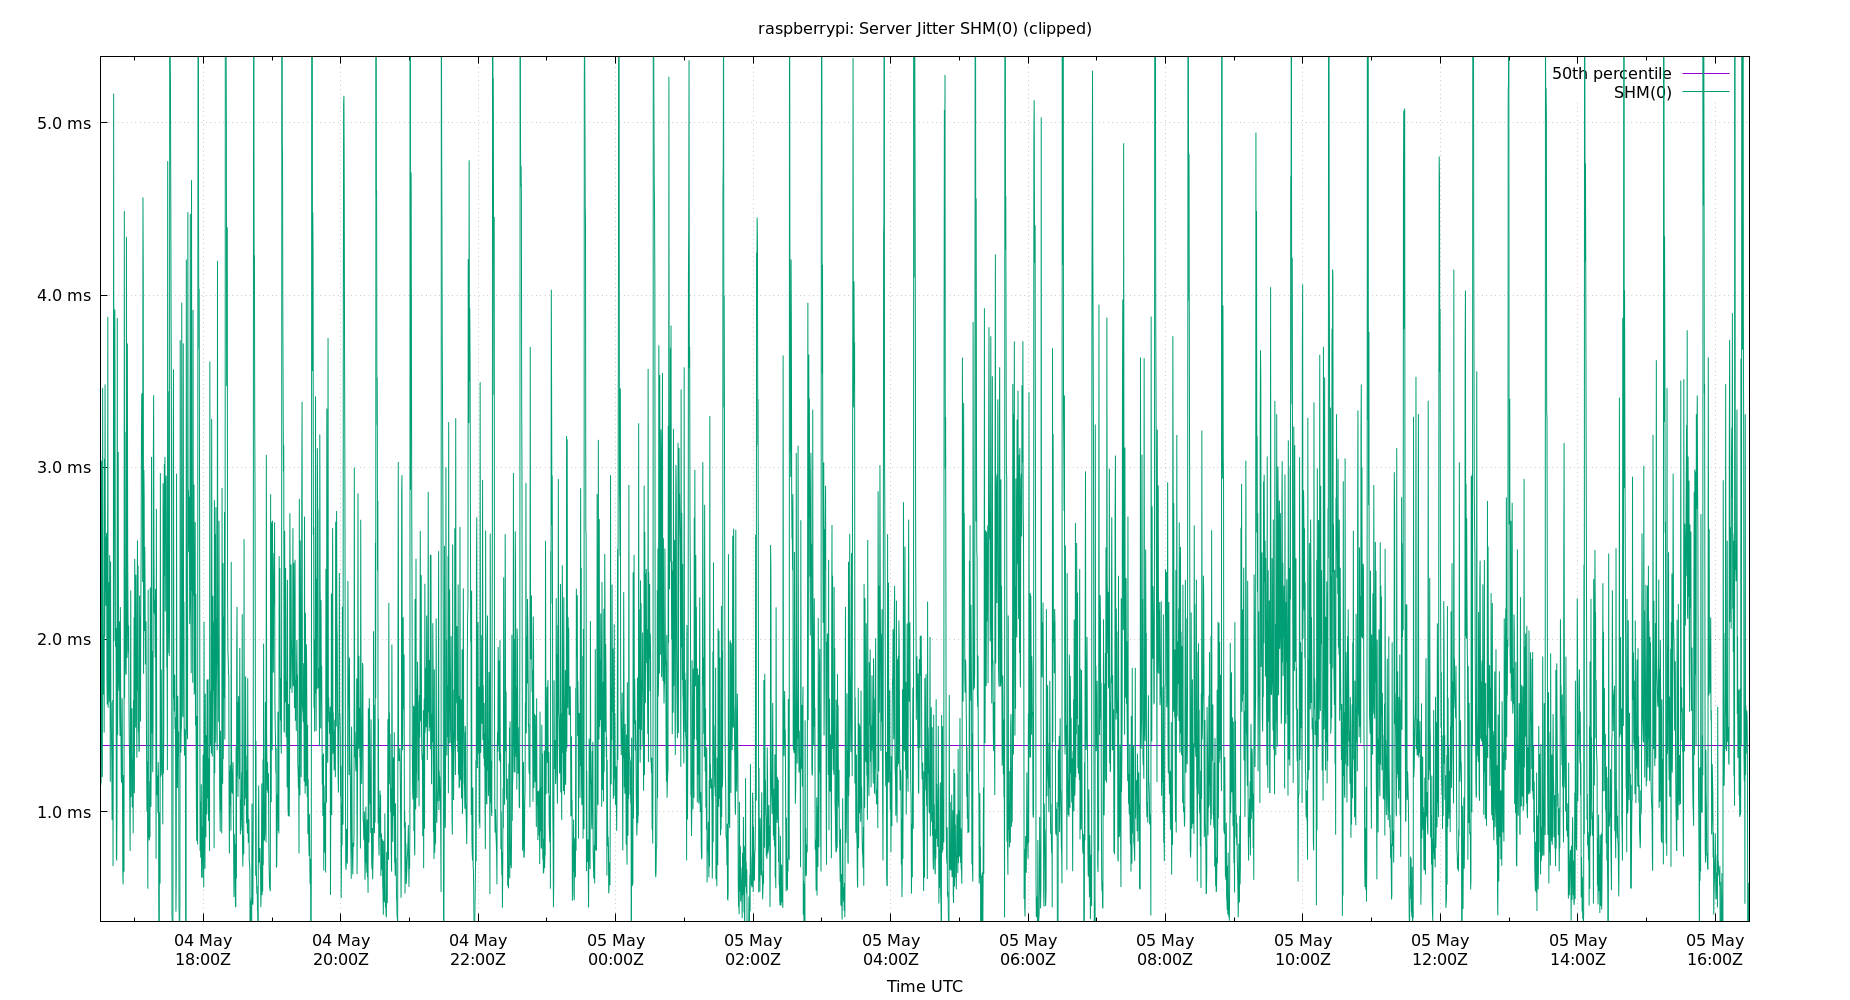 raspberrypi: Server Jitter SHM(0) (clipped)
50th percentile
SHM(0)
5.0 ms
4.0 ms
3.0 ms
2.0 ms
1.0 ms
04 May 04 May 04 May 05 May 05 May 05 May 05 May 05 May 05 May 05 May 05 May 05 May
18:00Z 20:00Z 22:00Z 00:00Z 02:00Z 04:00Z 06:00Z 08:00Z 10:00Z 12:00Z 14:00Z 16:00Z
Time UTC